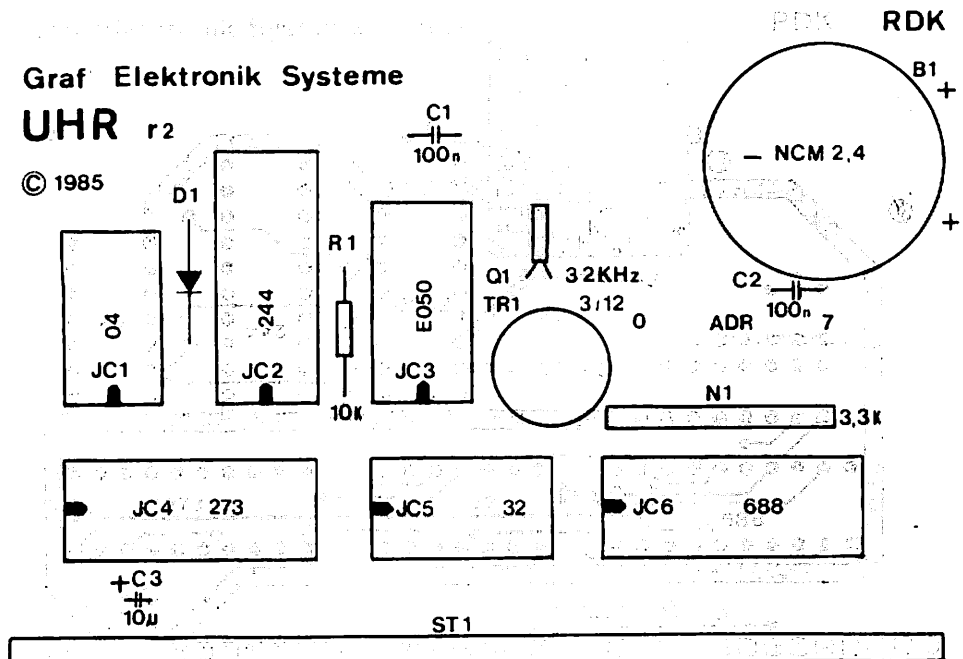 RDK
Graf Elektronik Systeme
UHR r2
© 1985
C1
100n
B1
+
- NCM 2,4
+
D1
R1
Q1 32KHz
TR1 3/12
C2
100n
0 ADR 7
04
JC1
244
JC2
10K
E050
JC3
N1
3,3K
JC4 273
JC5 32
JC6 688
+C3
10µ
ST1